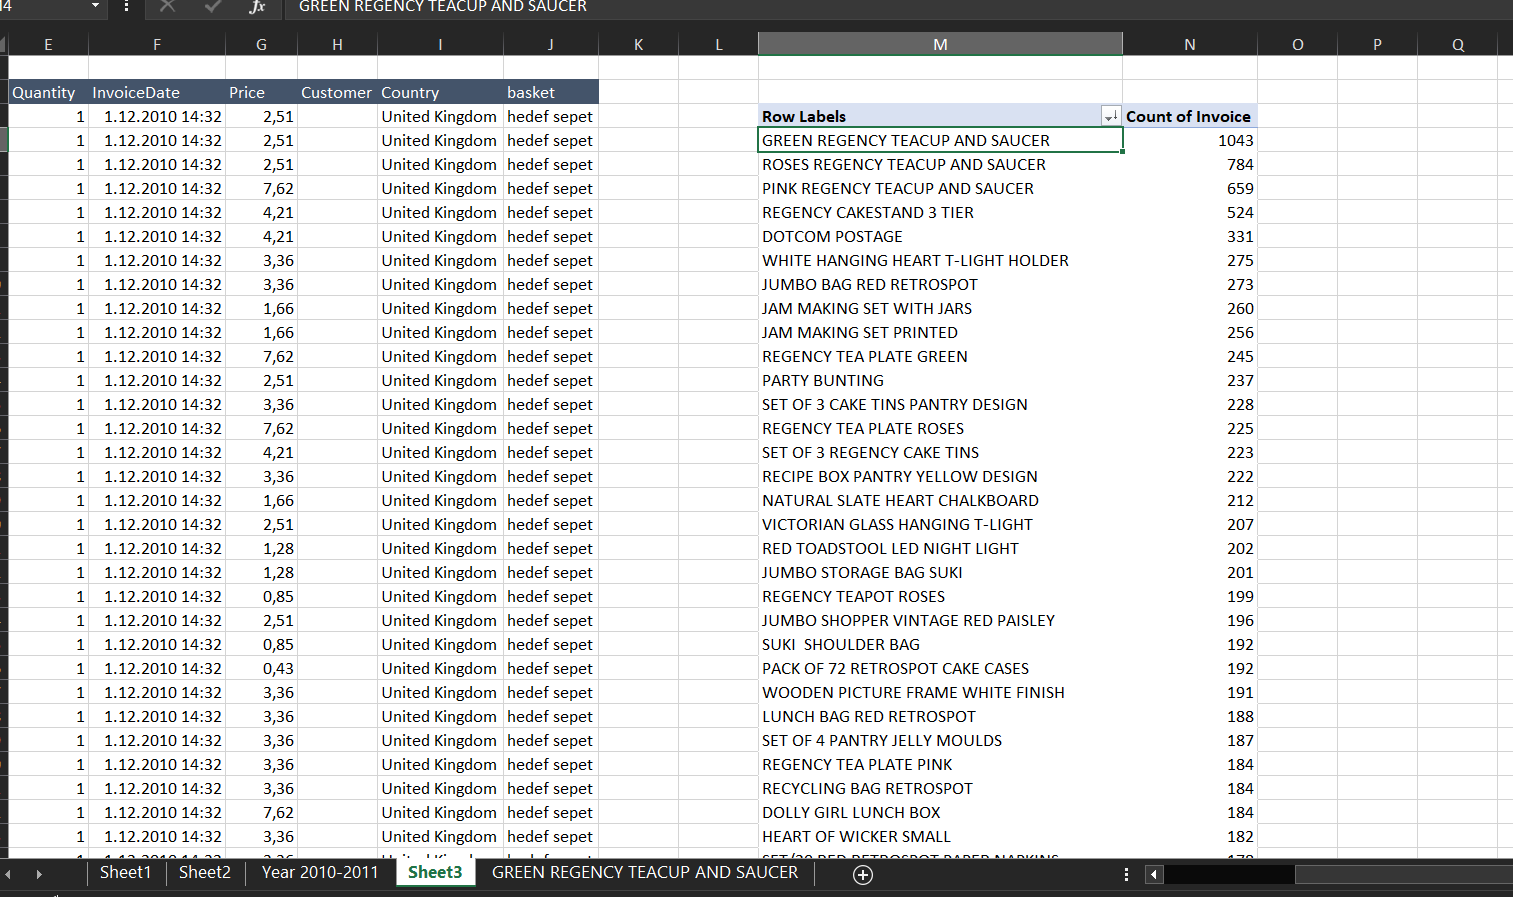 14 GREEN REGENCY TEACUP AND SAUCER
E F G H I J K L M N O P Q
Quantity InvoiceDate Price Customer Country basket
1 1.12.2010 14:32 2,51 United Kingdom hedef sepet Row Labels Count of Invoice
1 1.12.2010 14:32 2,51 United Kingdom hedef sepet GREEN REGENCY TEACUP AND SAUCER 1043
1 1.12.2010 14:32 2,51 United Kingdom hedef sepet ROSES REGENCY TEACUP AND SAUCER 784
1 1.12.2010 14:32 7,62 United Kingdom hedef sepet PINK REGENCY TEACUP AND SAUCER 659
1 1.12.2010 14:32 4,21 United Kingdom hedef sepet REGENCY CAKESTAND 3 TIER 524
1 1.12.2010 14:32 4,21 United Kingdom hedef sepet DOTCOM POSTAGE 331
1 1.12.2010 14:32 3,36 United Kingdom hedef sepet WHITE HANGING HEART T-LIGHT HOLDER 275
1 1.12.2010 14:32 3,36 United Kingdom hedef sepet JUMBO BAG RED RETROSPOT 273
1 1.12.2010 14:32 1,66 United Kingdom hedef sepet JAM MAKING SET WITH JARS 260
1 1.12.2010 14:32 1,66 United Kingdom hedef sepet JAM MAKING SET PRINTED 256
1 1.12.2010 14:32 7,62 United Kingdom hedef sepet REGENCY TEA PLATE GREEN 245
1 1.12.2010 14:32 2,51 United Kingdom hedef sepet PARTY BUNTING 237
1 1.12.2010 14:32 3,36 United Kingdom hedef sepet SET OF 3 CAKE TINS PANTRY DESIGN 228
1 1.12.2010 14:32 7,62 United Kingdom hedef sepet REGENCY TEA PLATE ROSES 225
1 1.12.2010 14:32 4,21 United Kingdom hedef sepet SET OF 3 REGENCY CAKE TINS 223
1 1.12.2010 14:32 3,36 United Kingdom hedef sepet RECIPE BOX PANTRY YELLOW DESIGN 222
1 1.12.2010 14:32 1,66 United Kingdom hedef sepet NATURAL SLATE HEART CHALKBOARD 212
1 1.12.2010 14:32 2,51 United Kingdom hedef sepet VICTORIAN GLASS HANGING T-LIGHT 207
1 1.12.2010 14:32 1,28 United Kingdom hedef sepet RED TOADSTOOL LED NIGHT LIGHT 202
1 1.12.2010 14:32 1,28 United Kingdom hedef sepet JUMBO STORAGE BAG SUKI 201
1 1.12.2010 14:32 0,85 United Kingdom hedef sepet REGENCY TEAPOT ROSES 199
1 1.12.2010 14:32 2,51 United Kingdom hedef sepet JUMBO SHOPPER VINTAGE RED PAISLEY 196
1 1.12.2010 14:32 0,85 United Kingdom hedef sepet SUKI  SHOULDER BAG 192
1 1.12.2010 14:32 0,43 United Kingdom hedef sepet PACK OF 72 RETROSPOT CAKE CASES 192
1 1.12.2010 14:32 3,36 United Kingdom hedef sepet WOODEN PICTURE FRAME WHITE FINISH 191
1 1.12.2010 14:32 3,36 United Kingdom hedef sepet LUNCH BAG RED RETROSPOT 188
1 1.12.2010 14:32 3,36 United Kingdom hedef sepet SET OF 4 PANTRY JELLY MOULDS 187
1 1.12.2010 14:32 3,36 United Kingdom hedef sepet REGENCY TEA PLATE PINK 184
1 1.12.2010 14:32 3,36 United Kingdom hedef sepet RECYCLING BAG RETROSPOT 184
1 1.12.2010 14:32 7,62 United Kingdom hedef sepet DOLLY GIRL LUNCH BOX 184
1 1.12.2010 14:32 3,36 United Kingdom hedef sepet HEART OF WICKER SMALL 182
Sheet1 Sheet2 Year 2010-2011 Sheet3 GREEN REGENCY TEACUP AND SAUCER